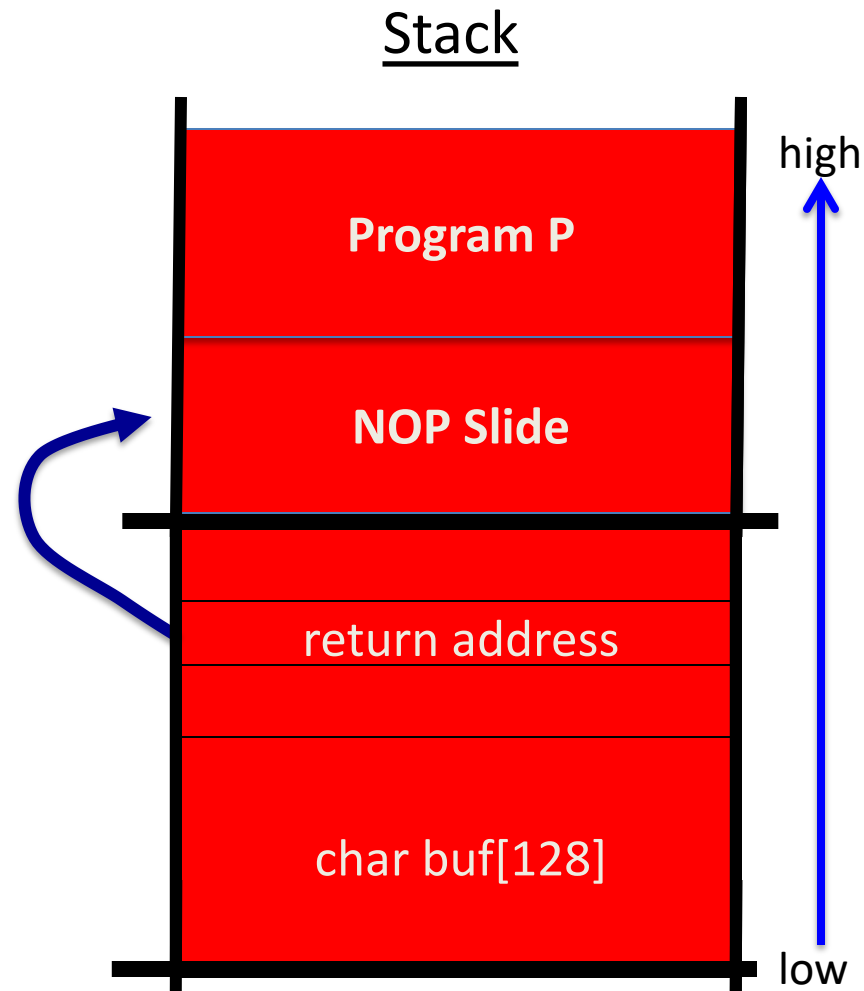 Stack
high
Program P
NOP Slide
return address
char buf[128]
low